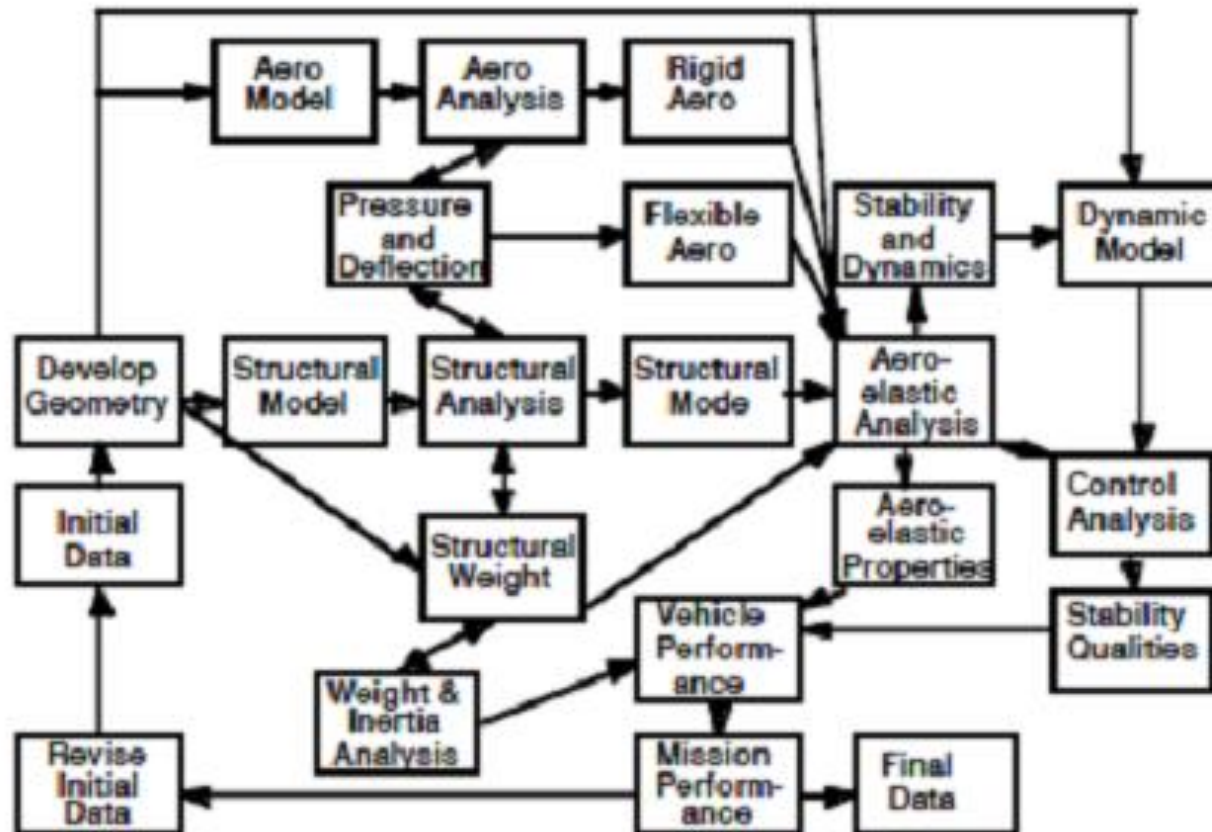 Aero
Model
Aero
Analysis
Rigid
Aero
Pressure
and
Deflection
Flexible
Aero
Stability
and
Dynamics
Dynamic
Model
Develop
Geometry
Structural
Model
Structural
Analysis
Structural
Mode
Aero-
elastic
Analysis
Initial
Data
Structural
Weight
Aero-
elastic
Properties
Control
Analysis
Vehicle
Perform-
ance
Stability
Qualities
Weight &
Inertia
Analysis
Revise
Initial
Data
Mission
Perform-
ance
Final
Data